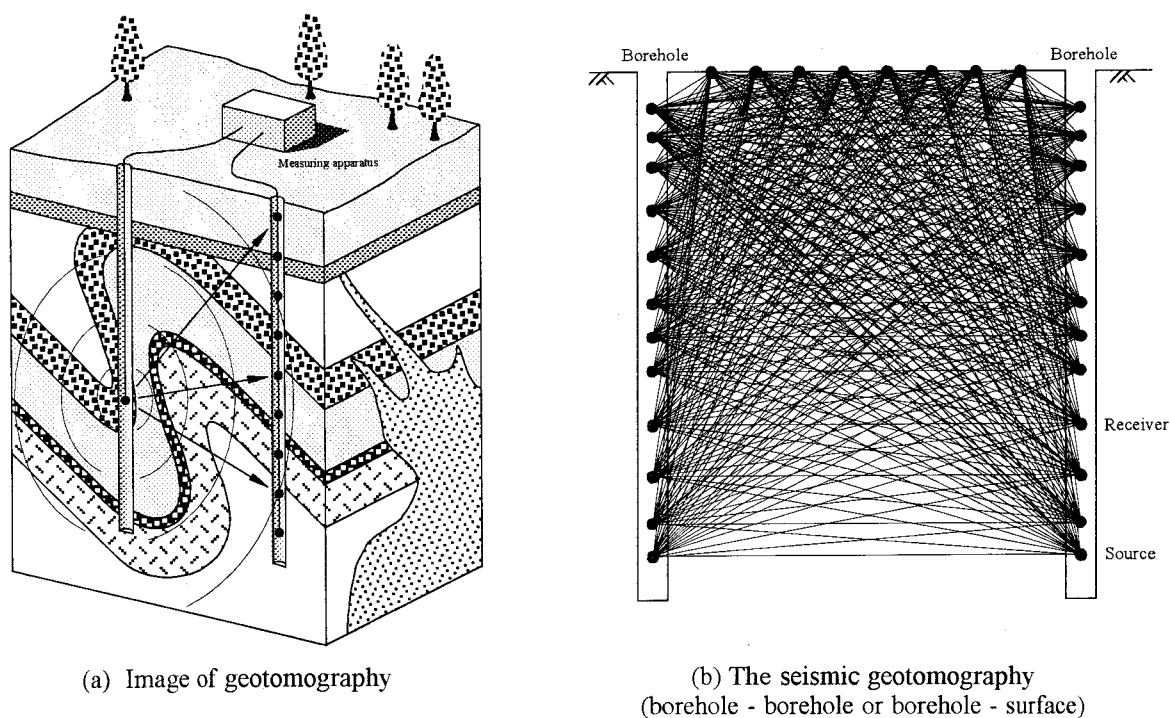 Measuring apparatus
(a) Image of geotomography
Borehole
Borehole
Receiver
Source
(b) The seismic geotomography
(borehole - borehole or borehole - surface)